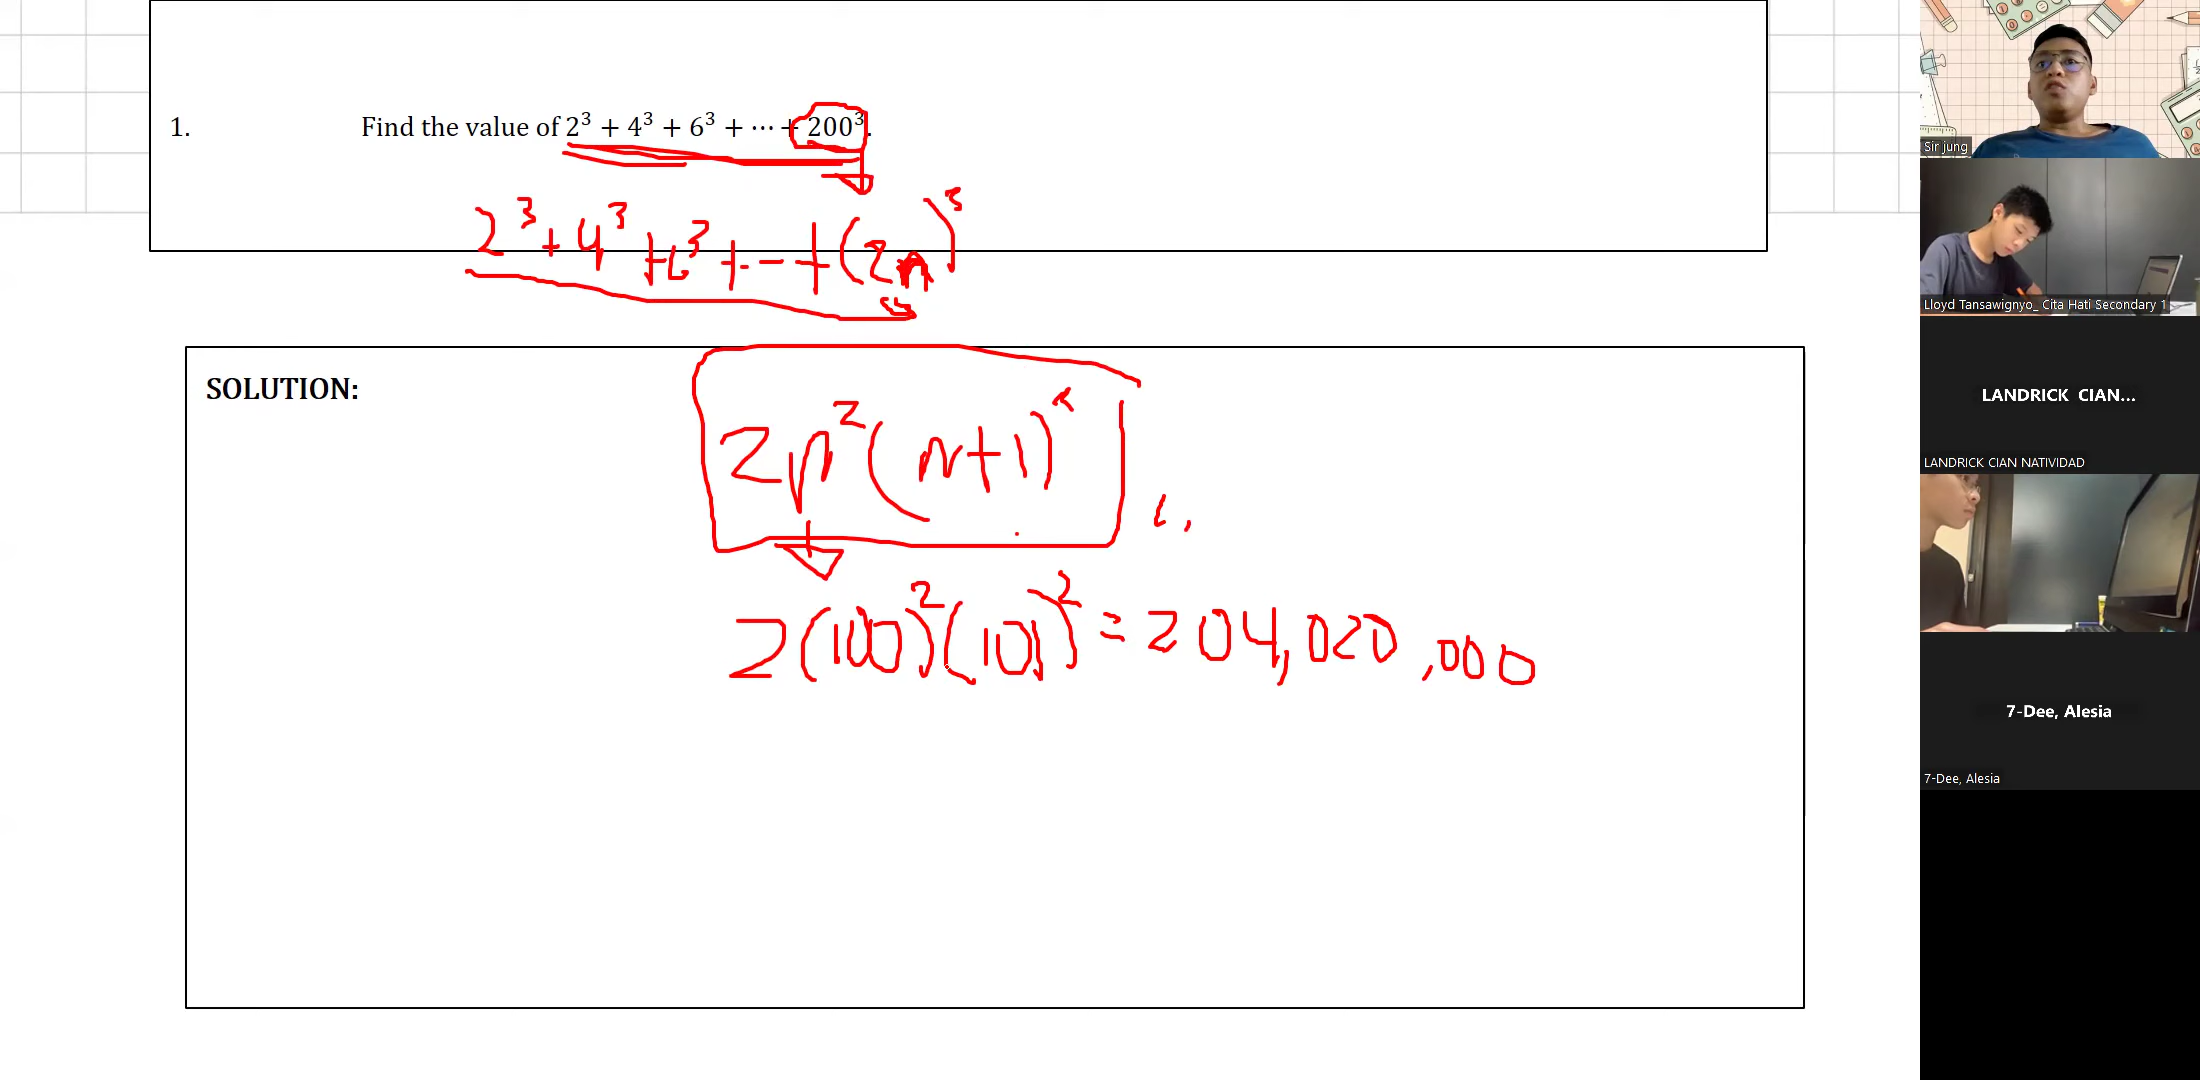 1. Find the value of 2³ + 4³ + 6³ + ⋯ + 200³.
2³ + 4³ + 6³ + -- + (2n)³
SOLUTION:
2n²(n+1)²
2(100)²(101)² = 204,020,000
Sir jung
Lloyd Tansawignyo_ Cita Hati Secondary 1
LANDRICK CIAN...
LANDRICK CIAN NATIVIDAD
7-Dee, Alesia
7-Dee, Alesia